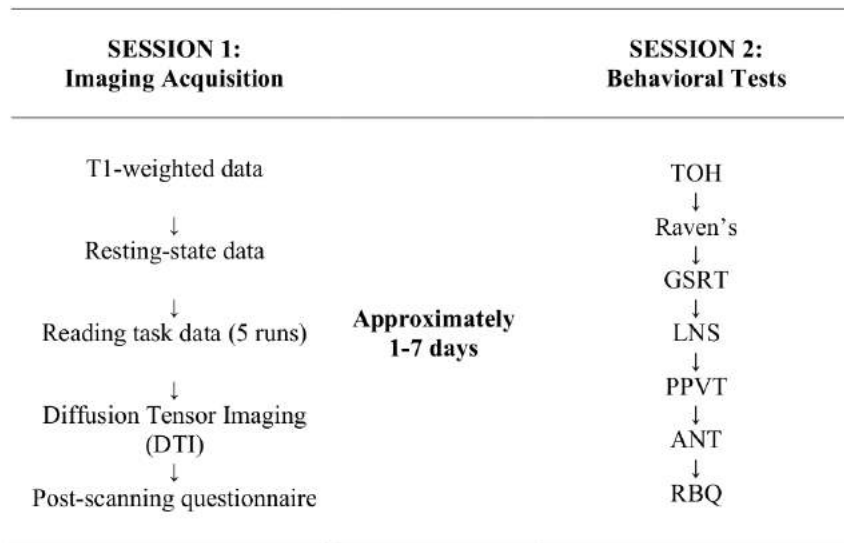 SESSION 1:
Imaging Acquisition
SESSION 2:
Behavioral Tests
T1-weighted data
↓
Resting-state data
↓
Reading task data (5 runs)
↓
Diffusion Tensor Imaging
(DTI)
↓
Post-scanning questionnaire
Approximately
1-7 days
TOH
↓
Raven’s
↓
GSRT
↓
LNS
↓
PPVT
↓
ANT
↓
RBQ